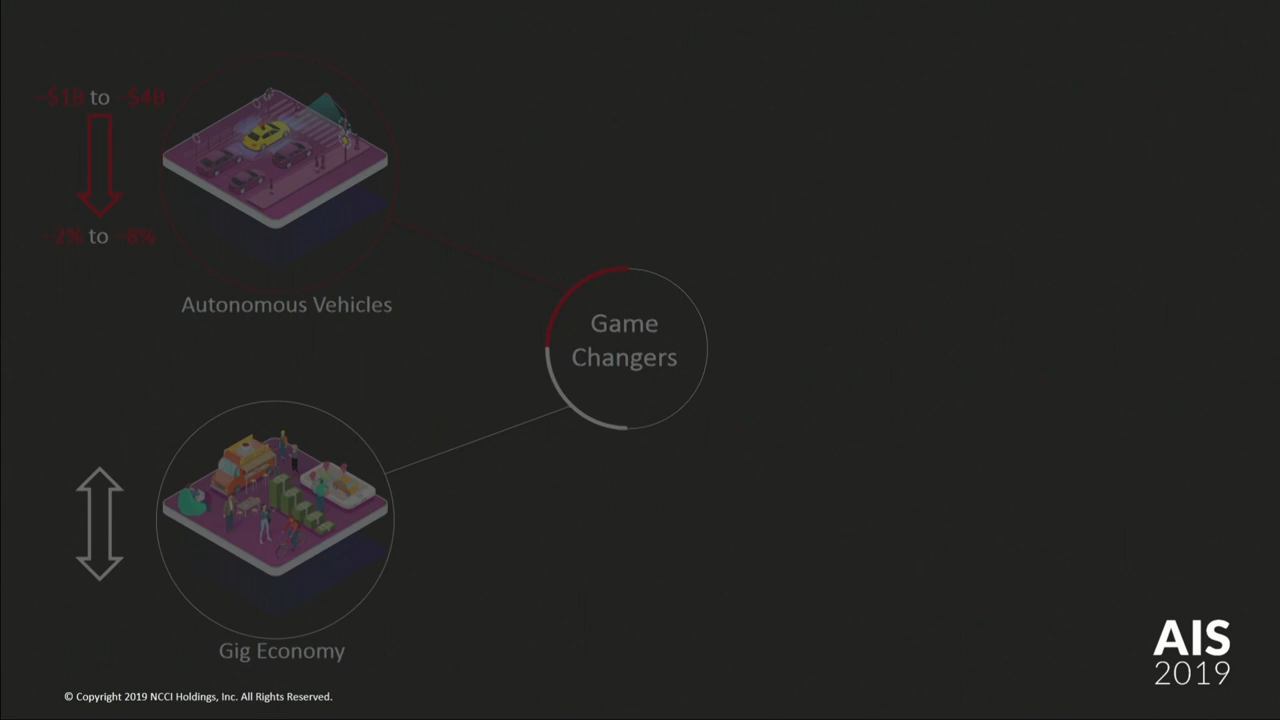 -$1B to -$4B
-2% to -8%
Autonomous Vehicles
Game
Changers
Gig Economy
AIS
2019
© Copyright 2019 NCCI Holdings, Inc. All Rights Reserved.